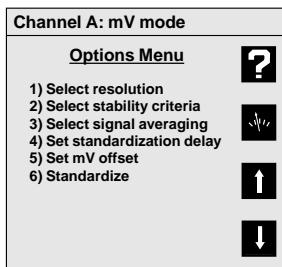 Channel A: mV mode
Options Menu
?
1) Select resolution
2) Select stability criteria
3) Select signal averaging
4) Set standardization delay
5) Set mV offset
6) Standardize